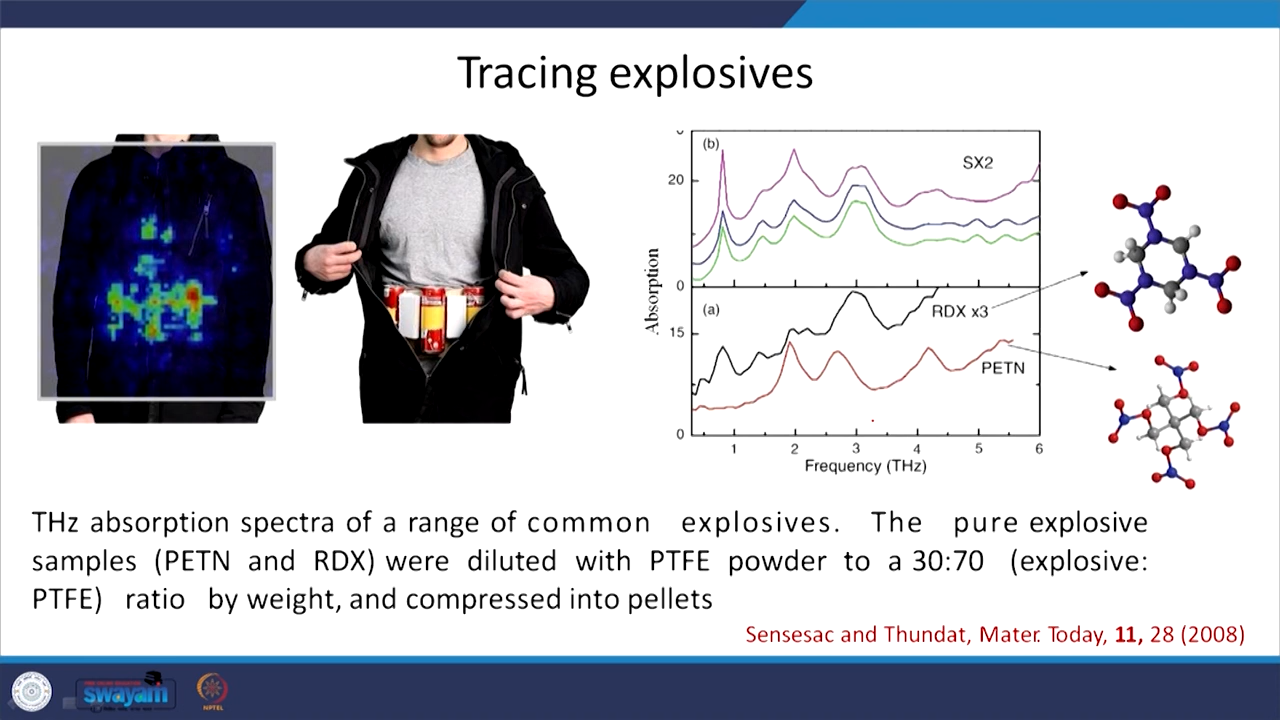 Tracing explosives
(b)
SX2
20
0
Absorption
(a)
RDX x3
15
PETN
0
1 2 3 4 5 6
Frequency (THz)
THz absorption spectra of a range of common explosives. The pure explosive
samples (PETN and RDX) were diluted with PTFE powder to a 30:70 (explosive:
PTFE) ratio by weight, and compressed into pellets
Sensesac and Thundat, Mater. Today, 11, 28 (2008)
swayam
NPTEL